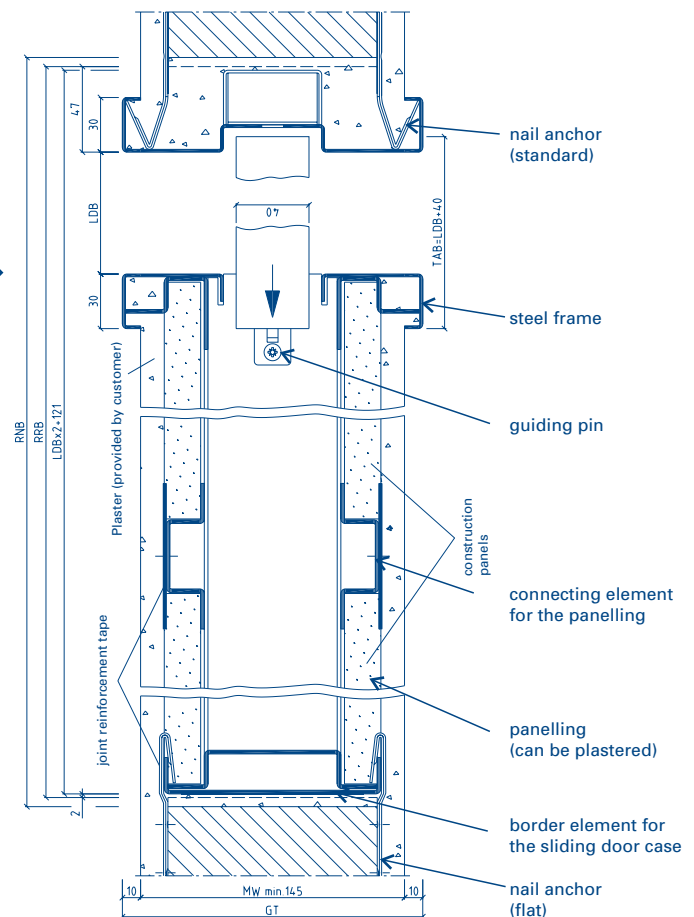 nail anchor
(standard)
47
30
LDB
40
TAB=LDB+40
30
steel frame
guiding pin
Plaster (provided by customer)
RNB
RRB
LDBx2+121
construction
panels
connecting element
for the panelling
joint reinforcement tape
panelling
(can be plastered)
2
border element for
the sliding door case
nail anchor
(flat)
10
MW min.145
10
GT